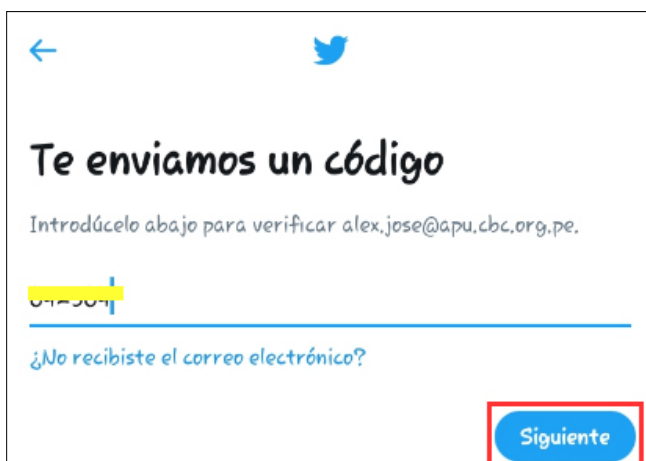 Te enviamos un código
Introdúcelo abajo para verificar alex.jose@apu.cbc.org.pe.
¿No recibiste el correo electrónico?
Siguiente